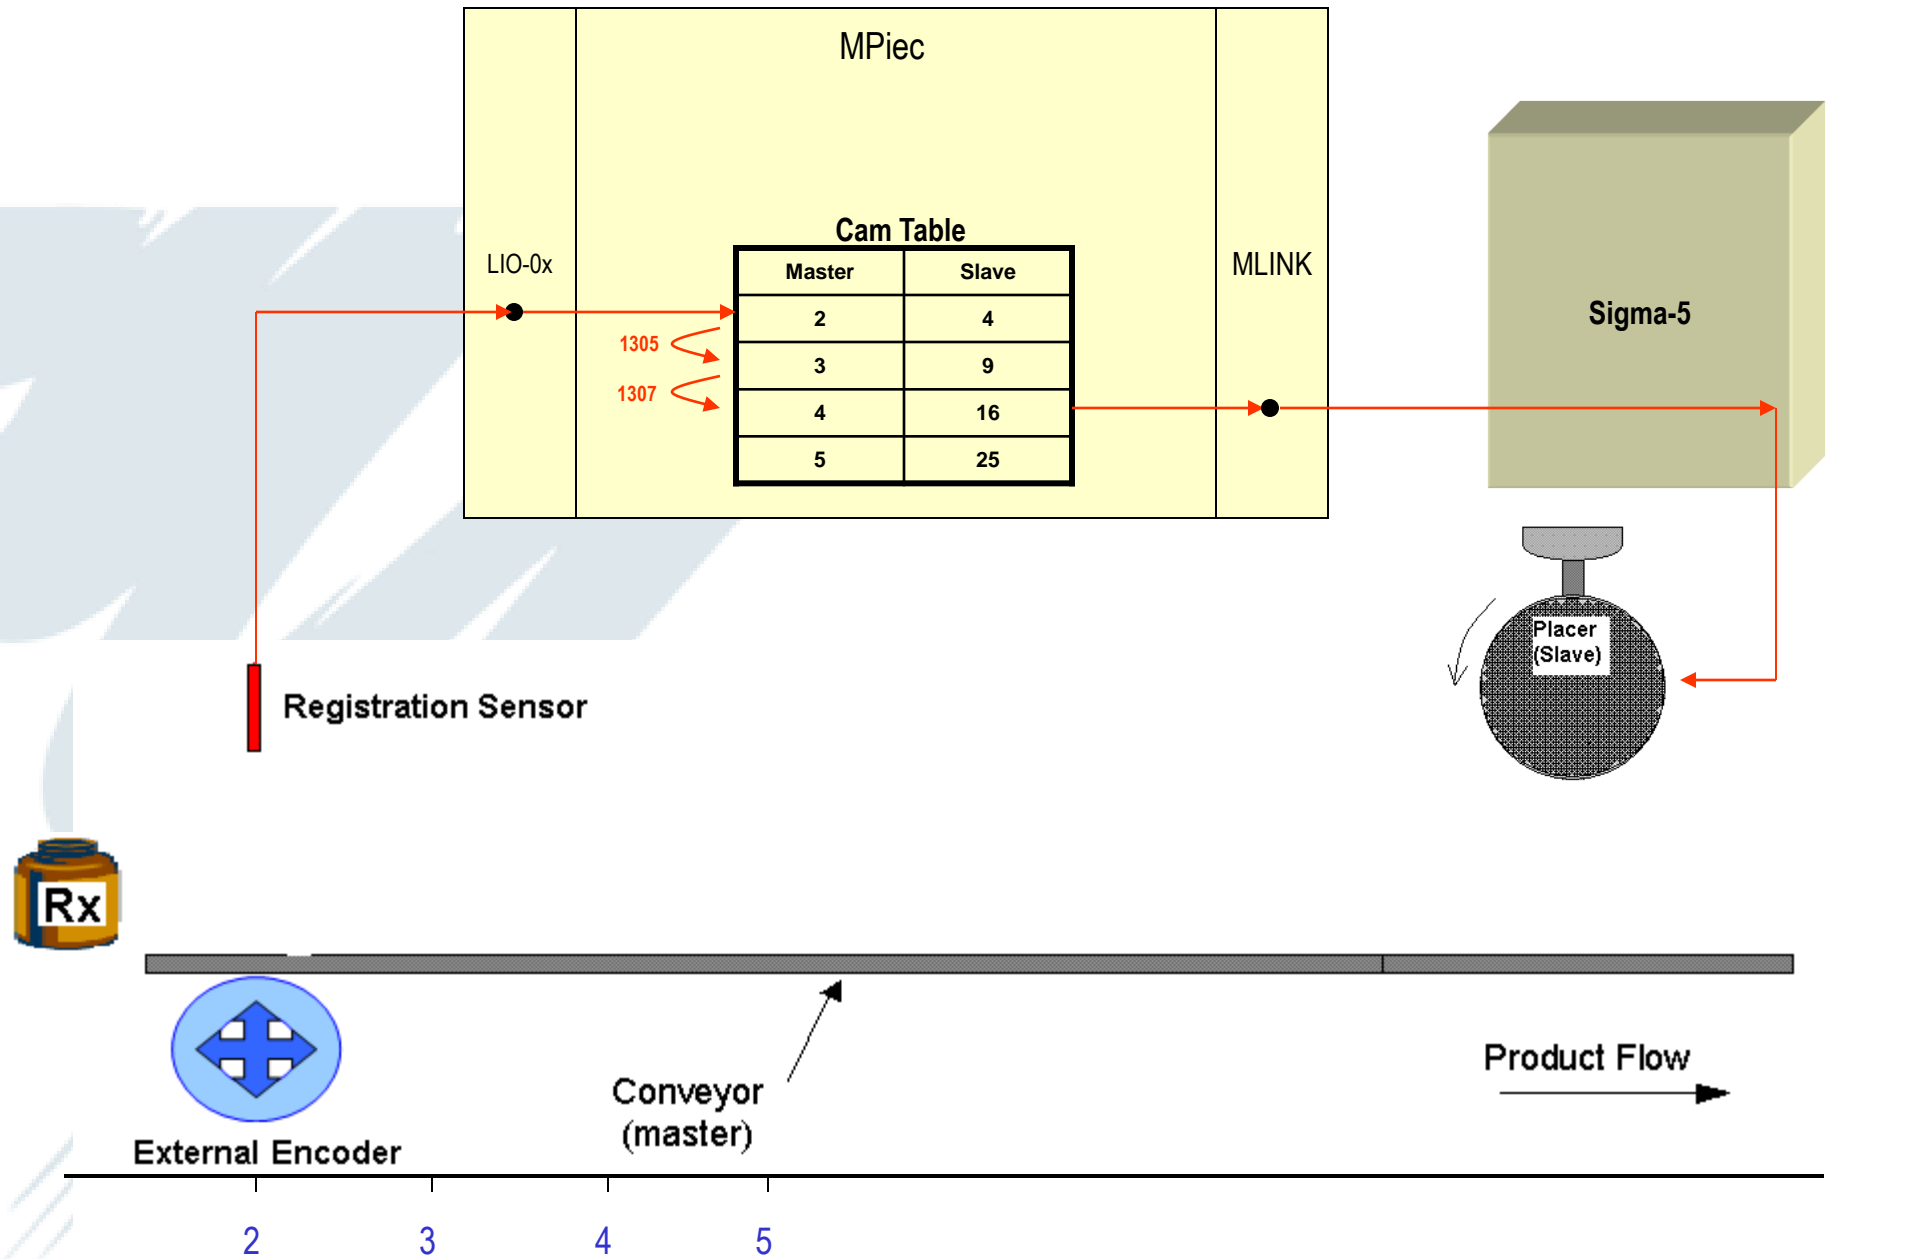 MPiec
LIO-0x
Cam Table
Master Slave
2 4
3 9
4 16
5 25
1305
1307
MLINK
Sigma-5
Placer
(Slave)
Registration Sensor
Rx
Conveyor
(master)
Product Flow
External Encoder
2 3 4 5